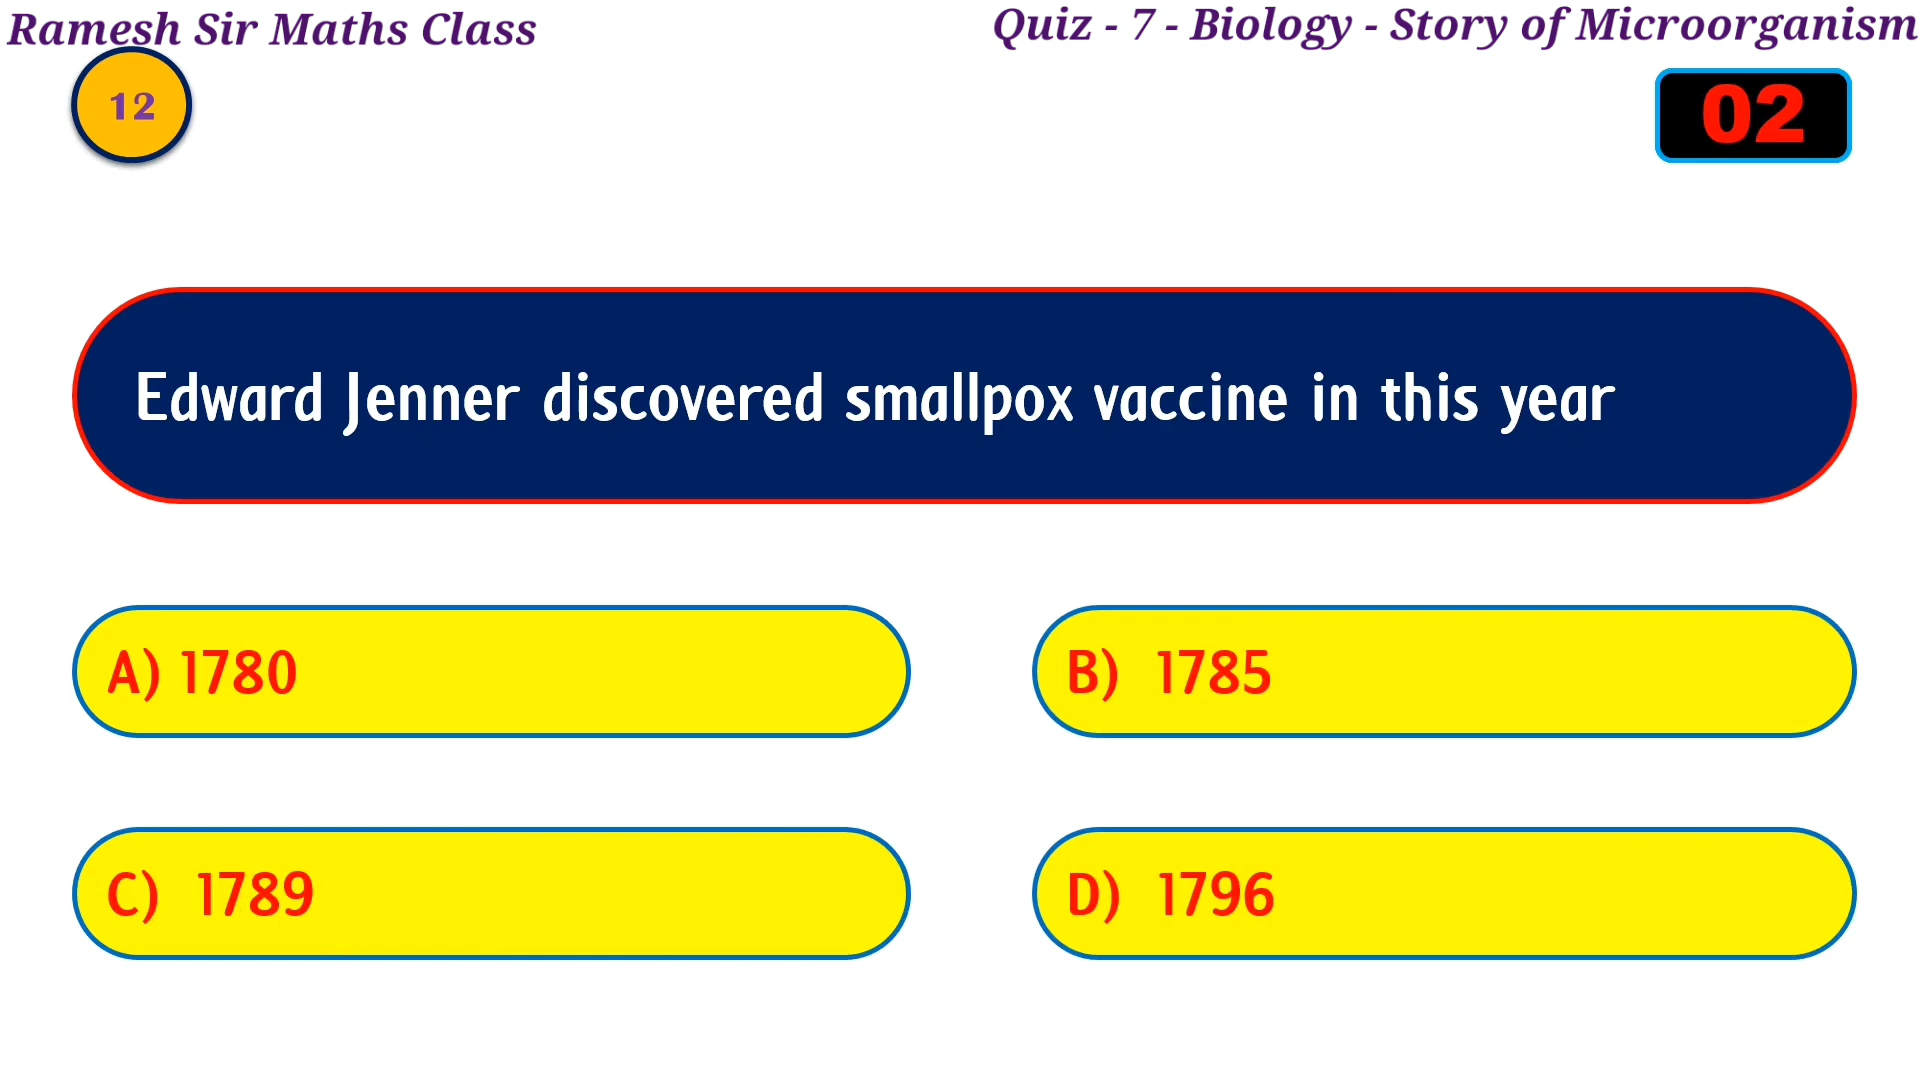 Ramesh Sir Maths Class
Quiz - 7 - Biology - Story of Microorganism
12
02
Edward Jenner discovered smallpox vaccine in this year
A) 1780
B) 1785
C) 1789
D) 1796